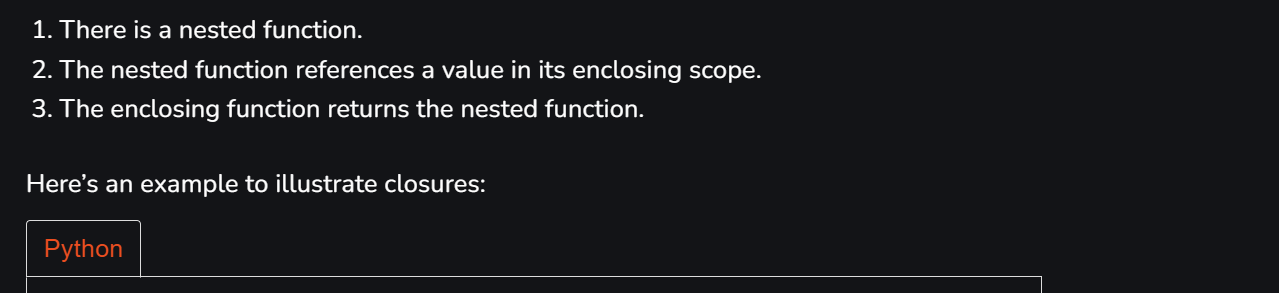 1. There is a nested function.
2. The nested function references a value in its enclosing scope.
3. The enclosing function returns the nested function.
Here’s an example to illustrate closures:
Python